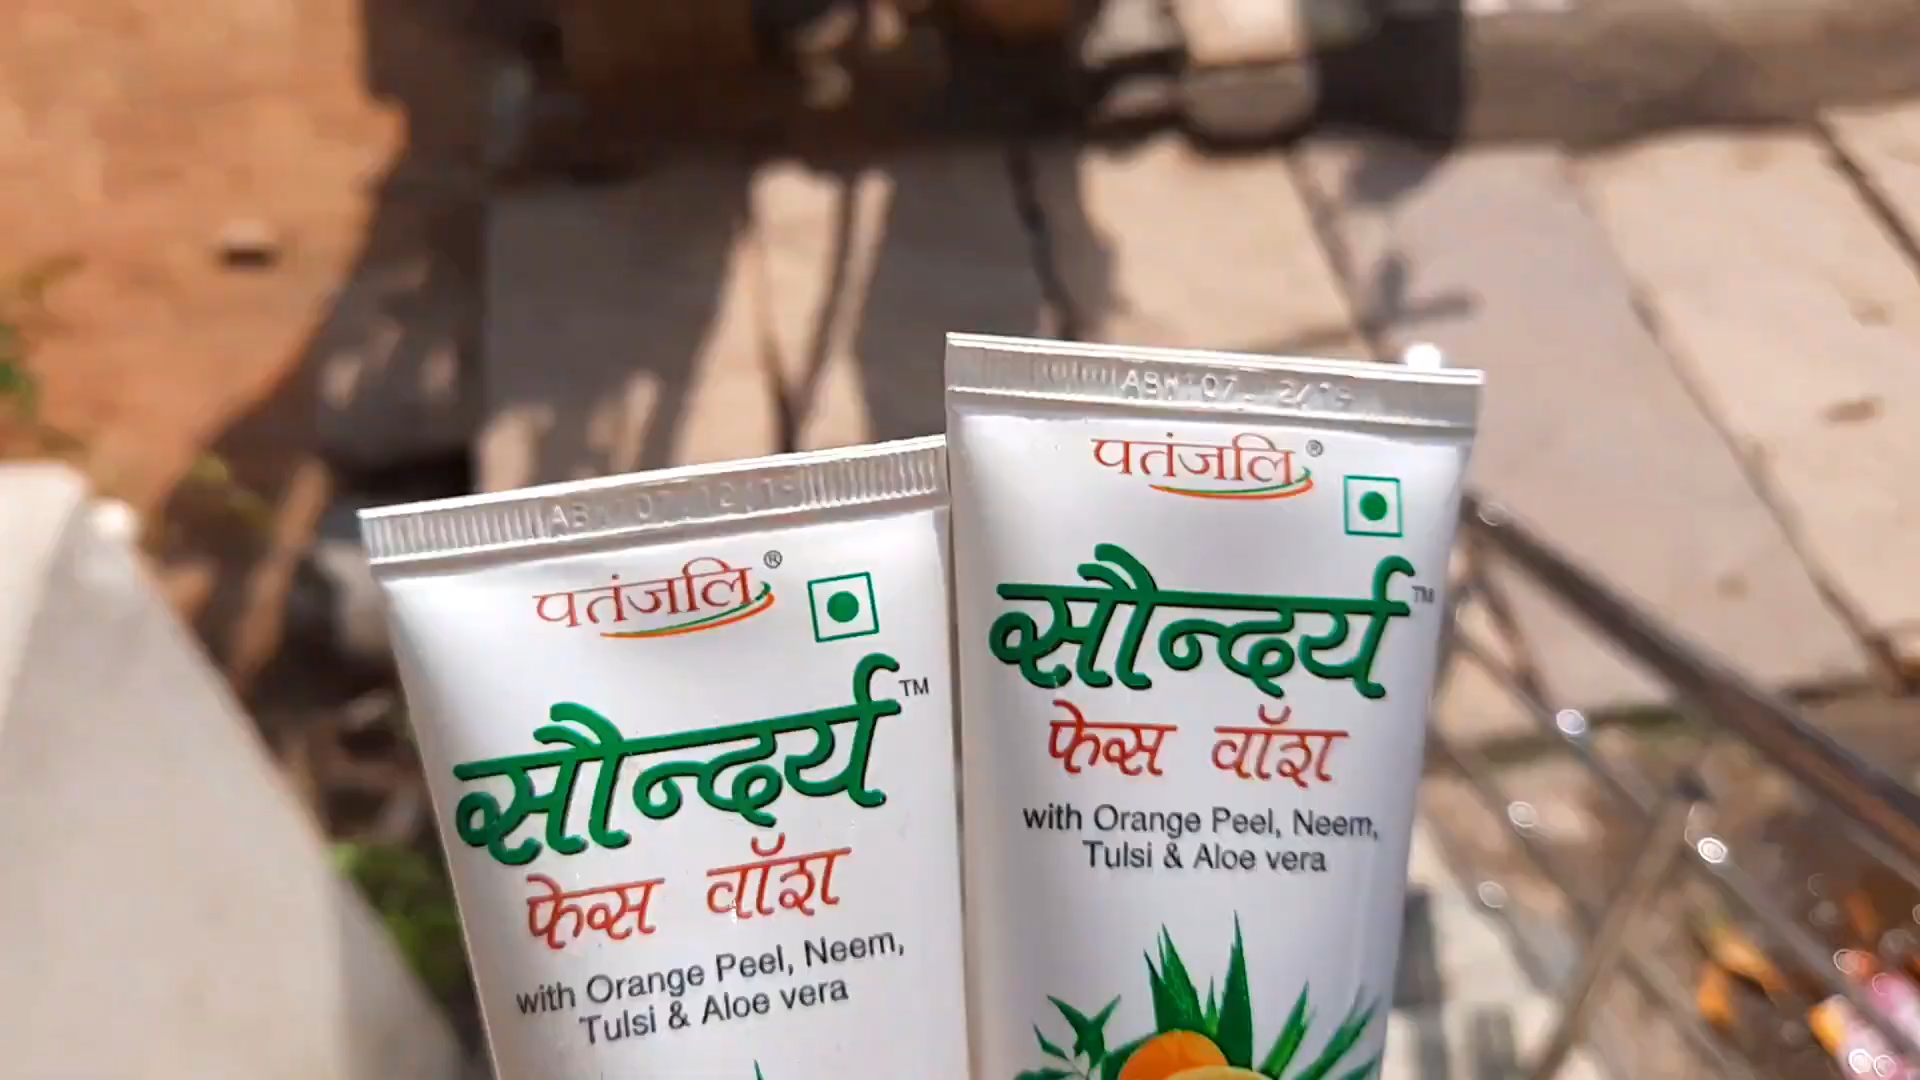 पतंजलि®
सौन्दर्य™
फेस वॉश
with Orange Peel, Neem,
Tulsi & Aloe vera
पतंजलि®
सौन्दर्य™
फेस वॉश
with Orange Peel, Neem,
Tulsi & Aloe vera